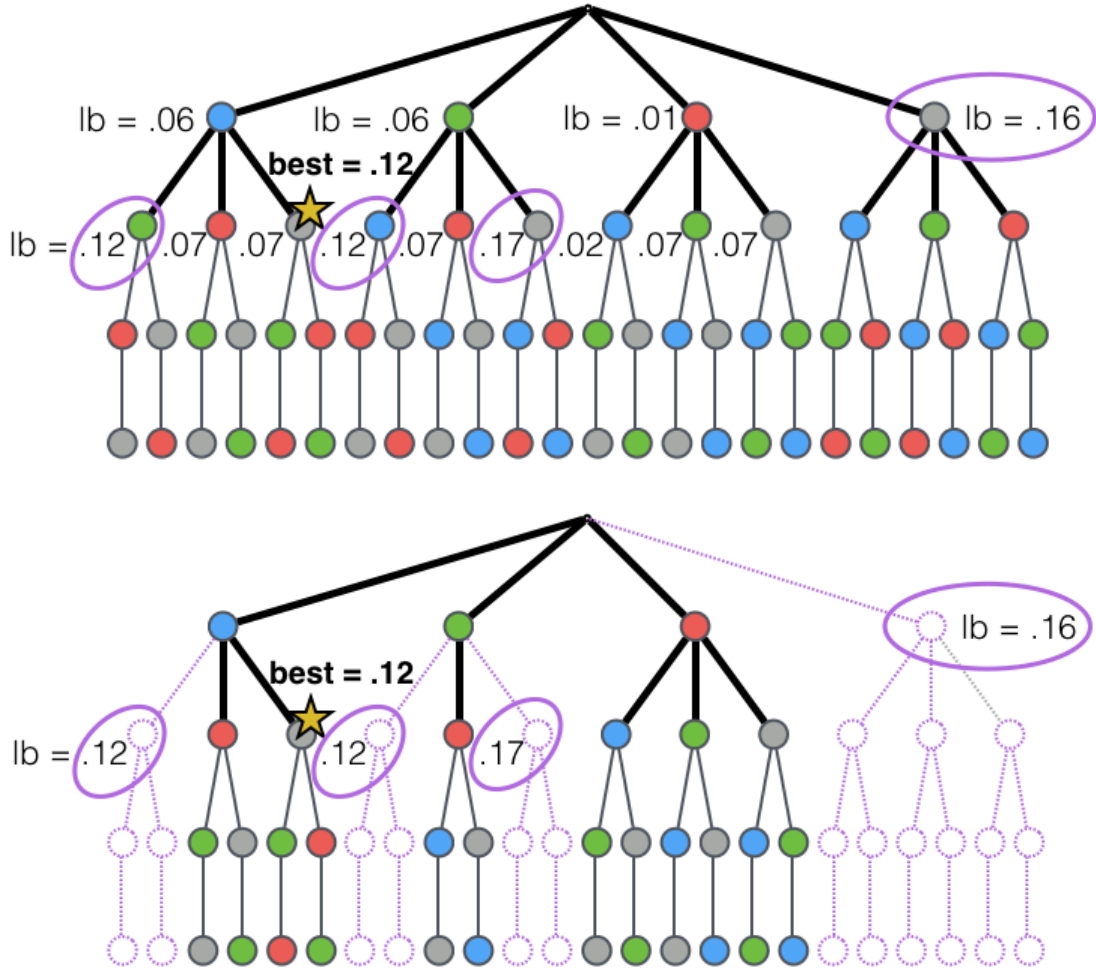 lb = .06 lb = .06 lb = .01 lb = .16
best = .12
lb = .12 .07 .07 .12 .07 .17 .02 .07 .07
lb = .16
best = .12
lb = .12 .12 .17